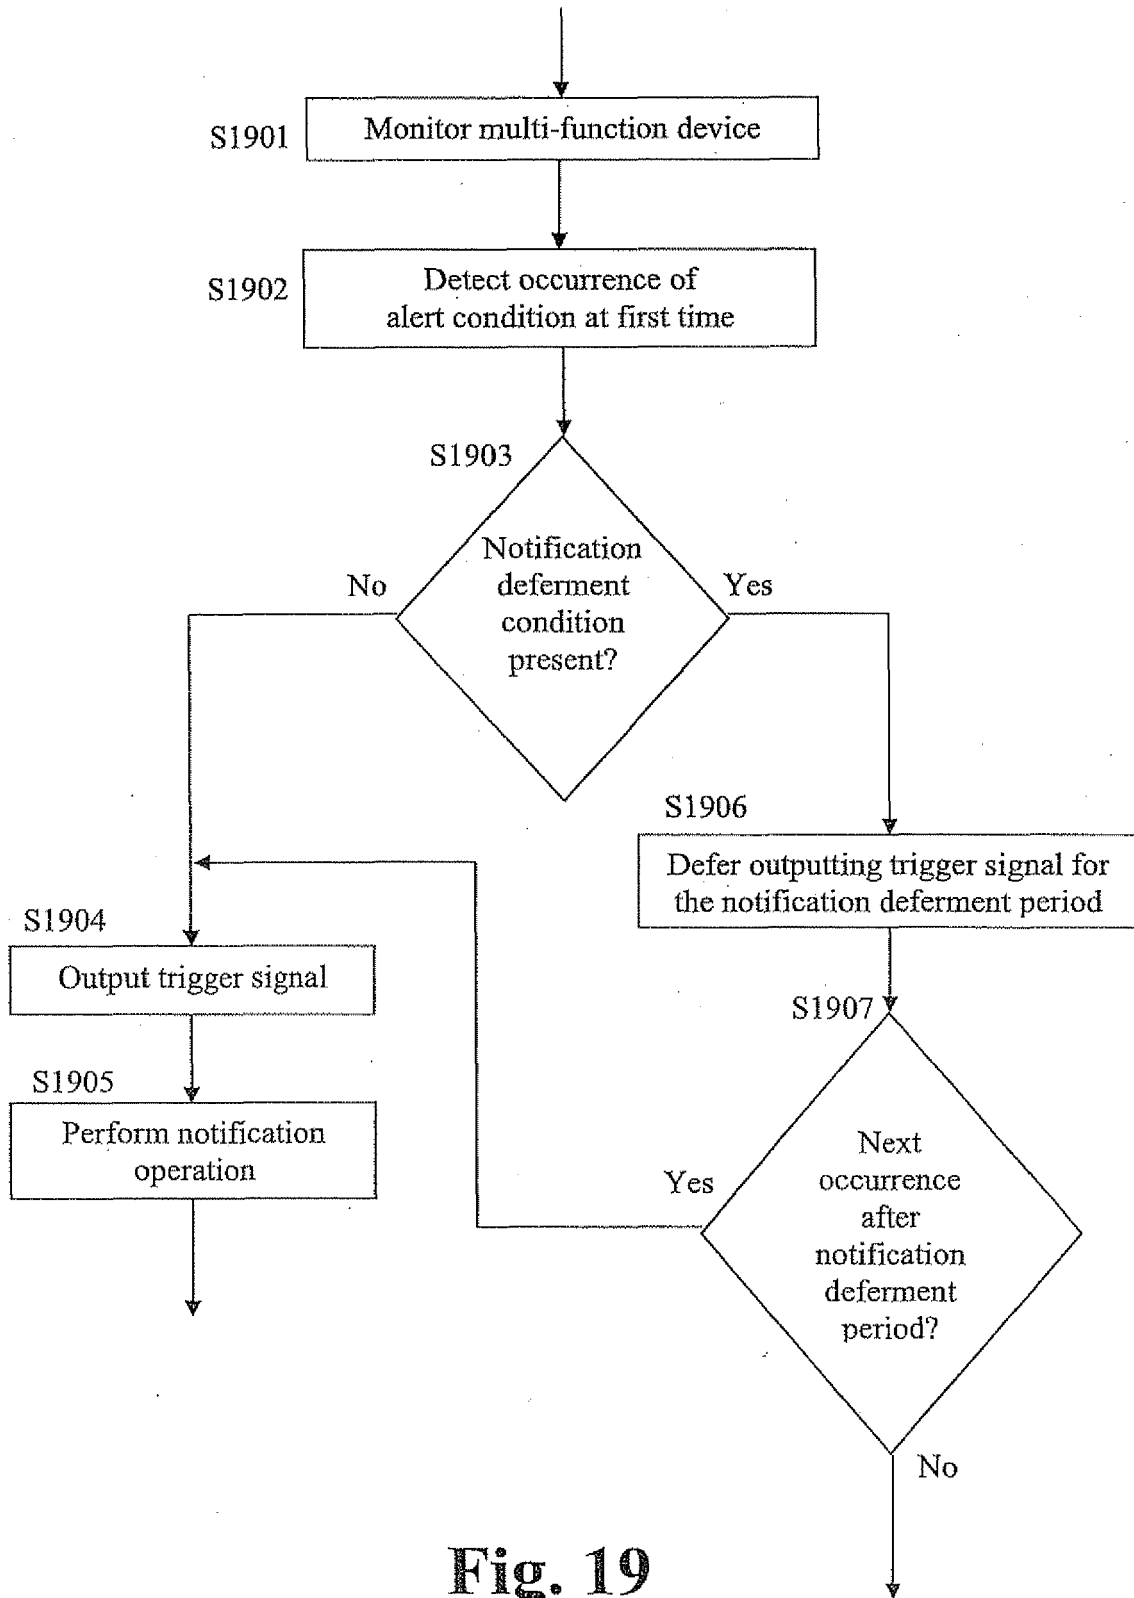 S1901
Monitor multi-function device
S1902
Detect occurrence of
alert condition at first time
S1903
Notification
deferment
condition
present?
No
Yes
S1906
Defer outputting trigger signal for
the notification deferment period
S1904
Output trigger signal
S1907
S1905
Perform notification
operation
Next
occurrence
after
notification
deferment
period?
Yes
No
Fig. 19